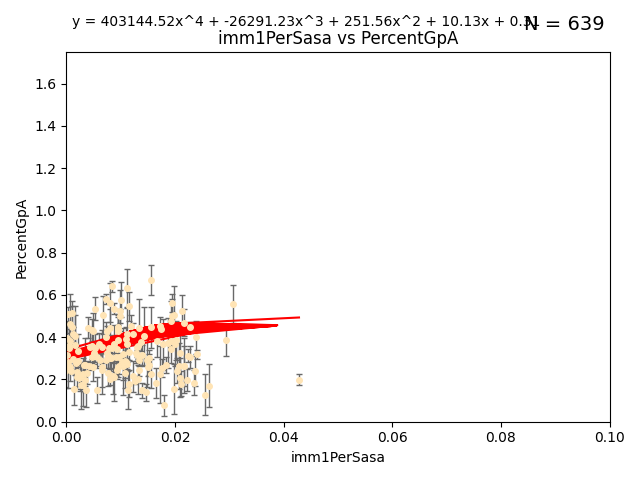 y = 403144.52x^4 + -26291.23x^3 + 251.56x^2 + 10.13x + 0.31
N = 639
imm1PerSasa vs PercentGpA
PercentGpA
1.6
1.4
1.2
1.0
0.8
0.6
0.4
0.2
0.0
0.00 0.02 0.04 0.06 0.08 0.10
imm1PerSasa